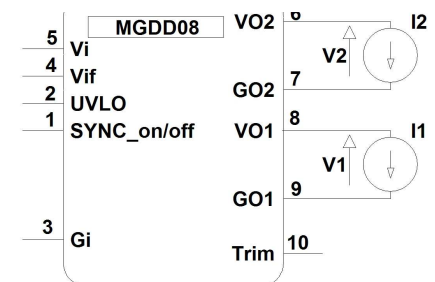 MGDD08
5 Vi
4 Vif
2 UVLO
1 SYNC_on/off
3 Gi
VO2 6
V2
I2
GO2 7
VO1 8
V1
I1
GO1 9
Trim 10